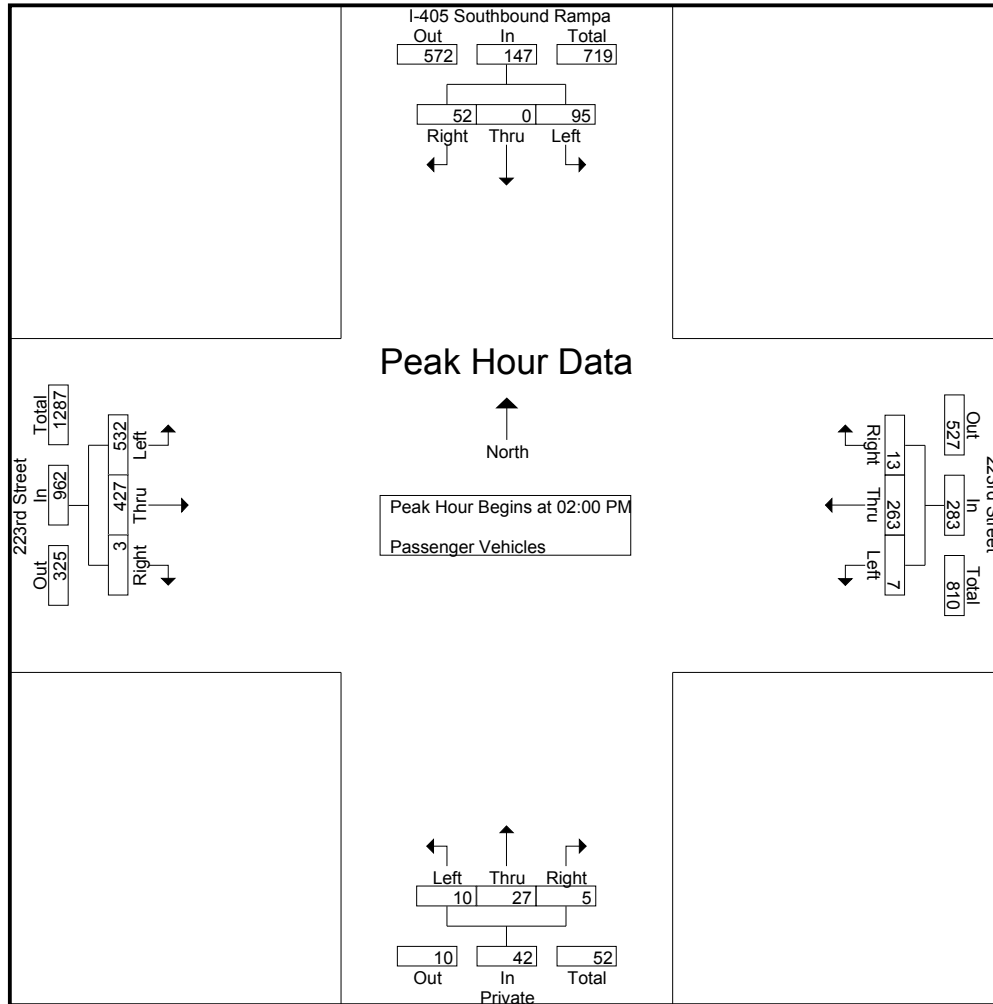 I-405 Southbound Rampa
Out In Total
572 147 719
52 0 95
Right Thru Left
Peak Hour Data
North
Peak Hour Begins at 02:00 PM
Passenger Vehicles
223rd Street
Total In Out
1287 962 325
532 427 3
Left Thru Right
223rd Street
Out In Total
527 283 810
13 263 7
Right Thru Left
Left Thru Right
10 27 5
10 42 52
Out In Total
Private